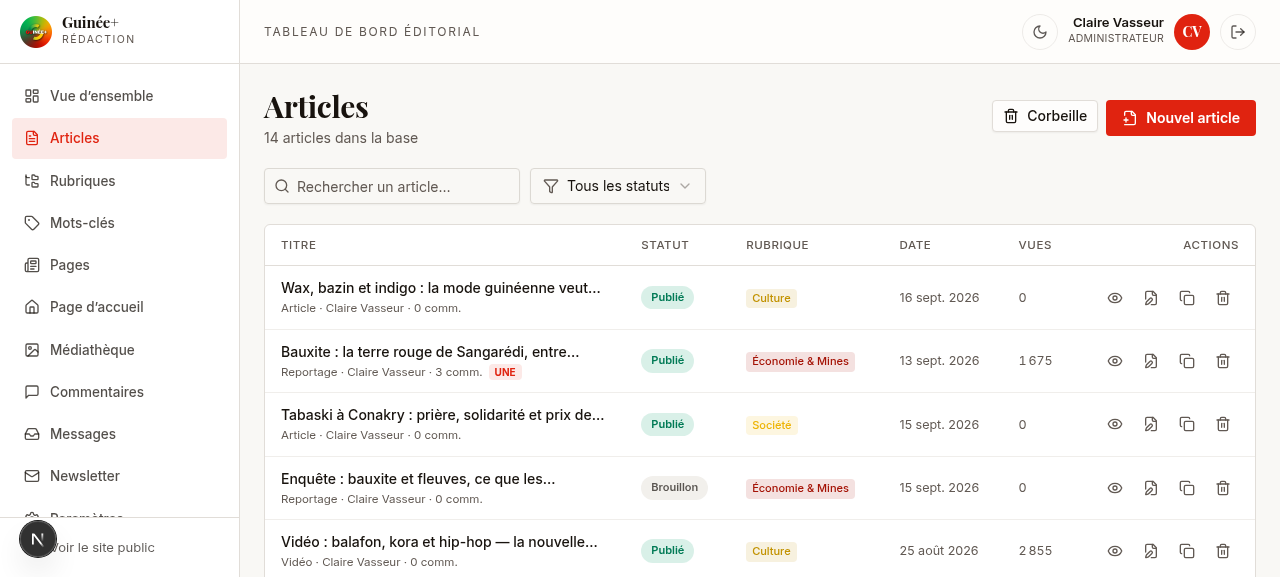 Guinée+
RÉDACTION
TABLEAU DE BORD ÉDITORIAL
Claire Vasseur
ADMINISTRATEUR
CV
Vue d’ensemble
Articles
Rubriques
Mots-clés
Pages
Page d’accueil
Médiathèque
Commentaires
Messages
Newsletter
Paramètres
Voir le site public
N
Articles
14 articles dans la base
Corbeille
Nouvel article
Rechercher un article…
Tous les statuts
TITRE STATUT RUBRIQUE DATE VUES ACTIONS
Wax, bazin et indigo : la mode guinéenne veut…
Article · Claire Vasseur · 0 comm.
Publié
Culture
16 sept. 2026
0
Bauxite : la terre rouge de Sangarédi, entre…
Reportage · Claire Vasseur · 3 comm. UNE
Publié
Économie & Mines
13 sept. 2026
1 675
Tabaski à Conakry : prière, solidarité et prix de…
Article · Claire Vasseur · 0 comm.
Publié
Société
15 sept. 2026
0
Enquête : bauxite et fleuves, ce que les…
Reportage · Claire Vasseur · 0 comm.
Brouillon
Économie & Mines
15 sept. 2026
0
Vidéo : balafon, kora et hip-hop — la nouvelle…
Vidéo · Claire Vasseur · 0 comm.
Publié
Culture
25 août 2026
2 855